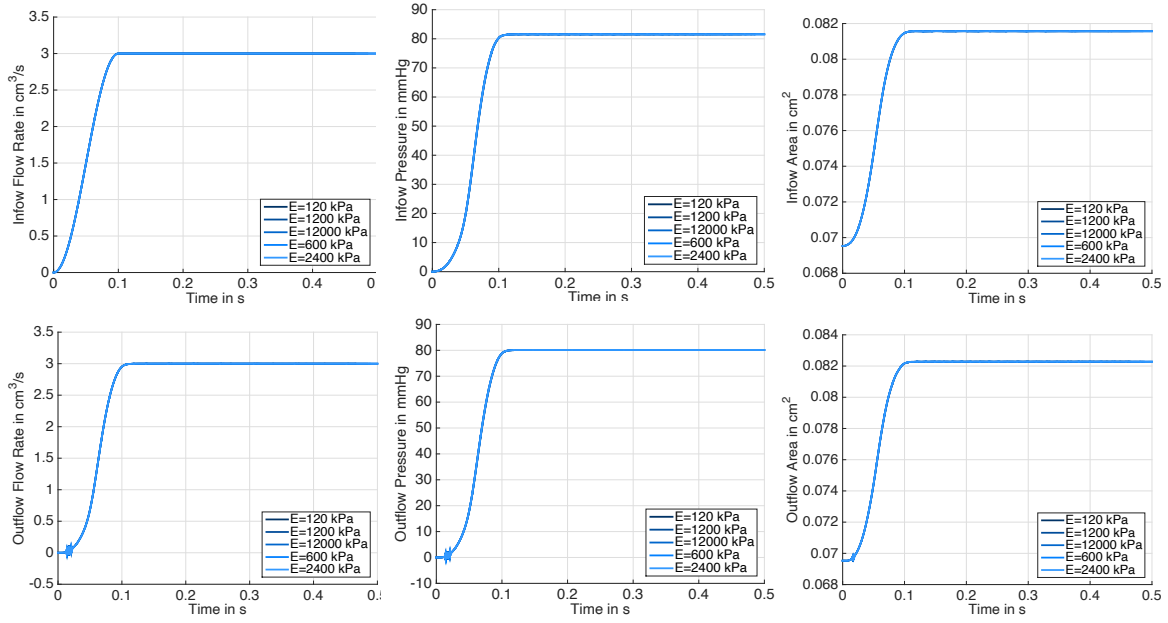 3.5
3
2.5
2
1.5
1
0.5
0
Infow Flow Rate in cm3/s
0
0.1
0.2
0.3
0.4
0
Time in s
E=120 kPa
E=1200 kPa
E=12000 kPa
E=600 kPa
E=2400 kPa
90
80
70
60
50
40
30
20
10
0
Infow Pressure in mmHg
0
0.1
0.2
0.3
0.4
0.5
Time in s
E=120 kPa
E=1200 kPa
E=12000 kPa
E=600 kPa
E=2400 kPa
0.082
0.08
0.078
0.076
0.074
0.072
0.07
0.068
Infow Area in cm2
0
0.1
0.2
0.3
0.4
0.5
Time in s
E=120 kPa
E=1200 kPa
E=12000 kPa
E=600 kPa
E=2400 kPa
3.5
3
2.5
2
1.5
1
0.5
0
-0.5
Outflow Flow Rate in cm3/s
0
0.1
0.2
0.3
0.4
Time in s
E=120 kPa
E=1200 kPa
E=12000 kPa
E=600 kPa
E=2400 kPa
90
80
70
60
50
40
30
20
10
0
-10
Outflow Pressure in mmHg
0
0.1
0.2
0.3
0.4
0.5
Time in s
E=120 kPa
E=1200 kPa
E=12000 kPa
E=600 kPa
E=2400 kPa
0.084
0.082
0.08
0.078
0.076
0.074
0.072
0.07
0.068
Outflow Area in cm2
0
0.1
0.2
0.3
0.4
0.5
Time in s
E=120 kPa
E=1200 kPa
E=12000 kPa
E=600 kPa
E=2400 kPa